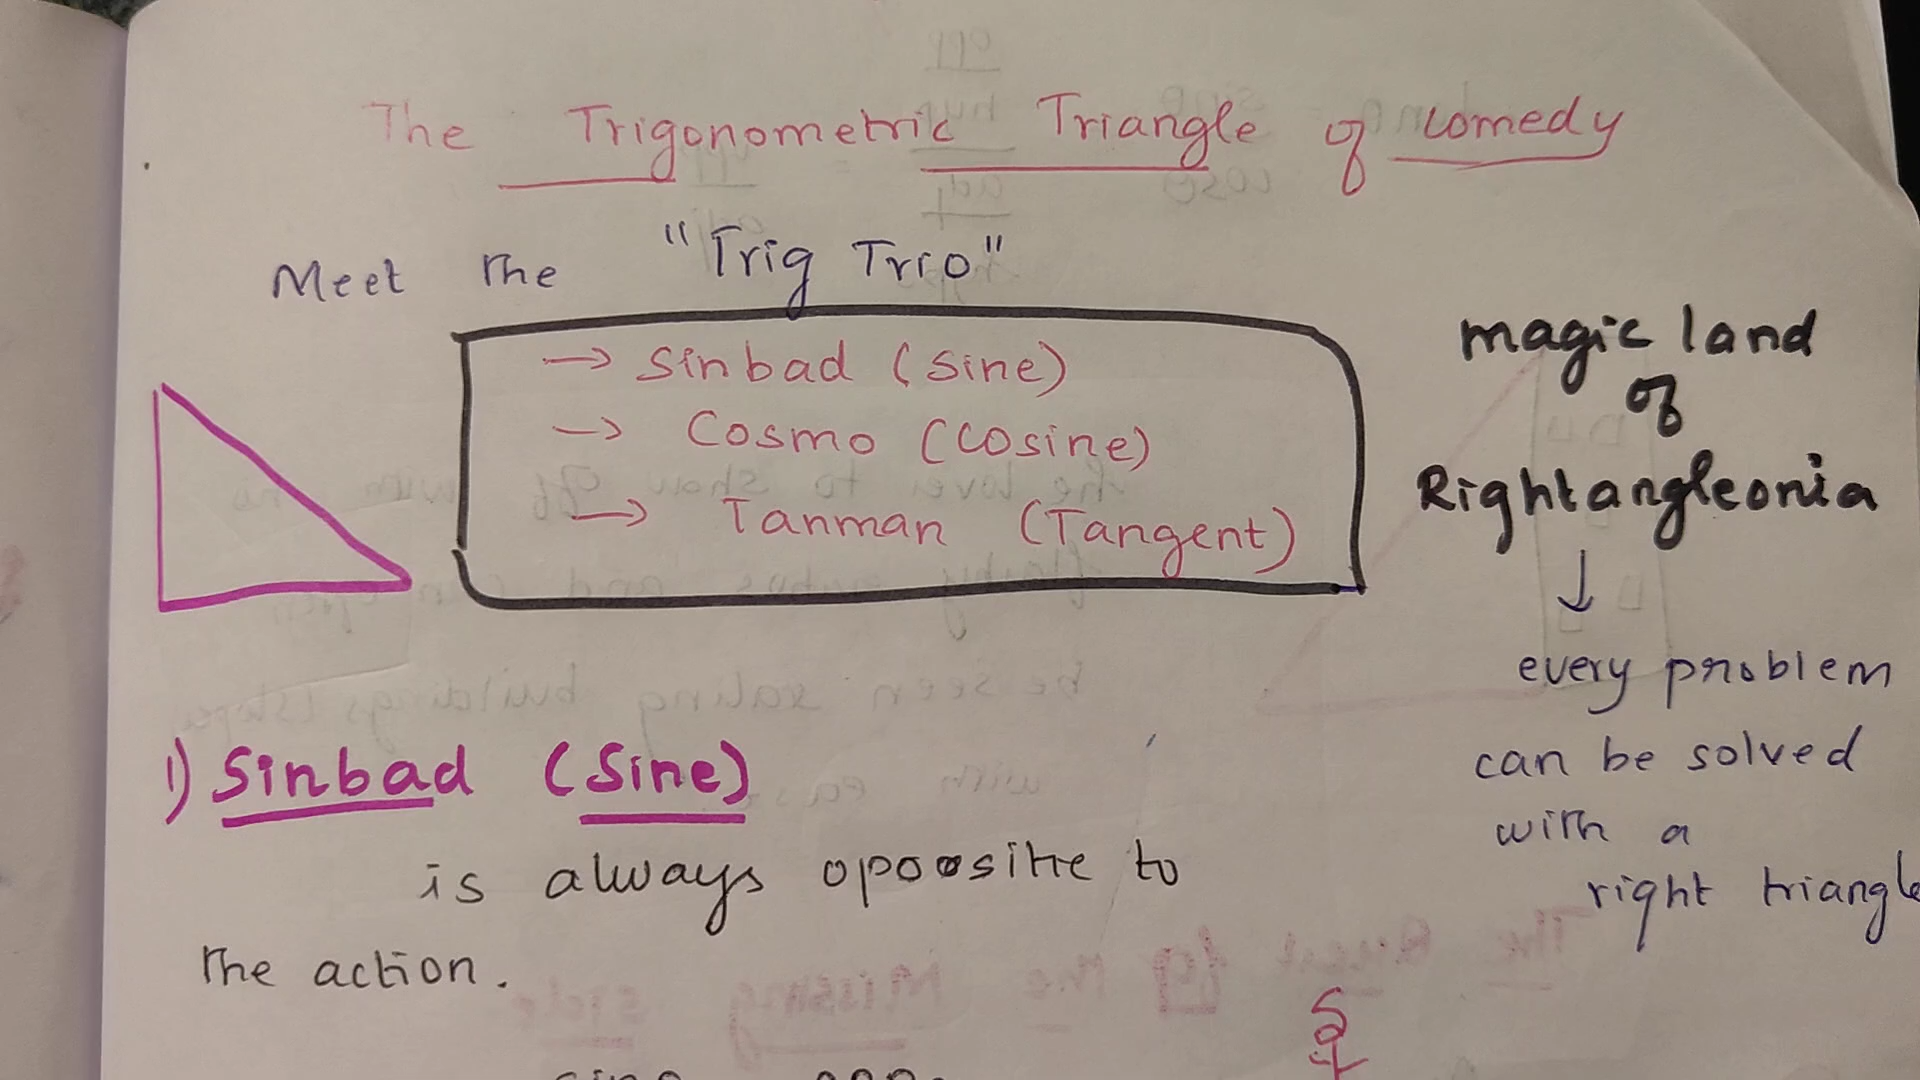 The Trigonometric Triangle of comedy
Meet the "Trig Trio"
→ Sinbad (Sine)
→ Cosmo (Cosine)
→ Tanman (Tangent)
magic land
of
Rightangleonia
↓
every problem
can be solved
with a
right triangle
1) Sinbad (Sine)
is always opoosite to
the action.